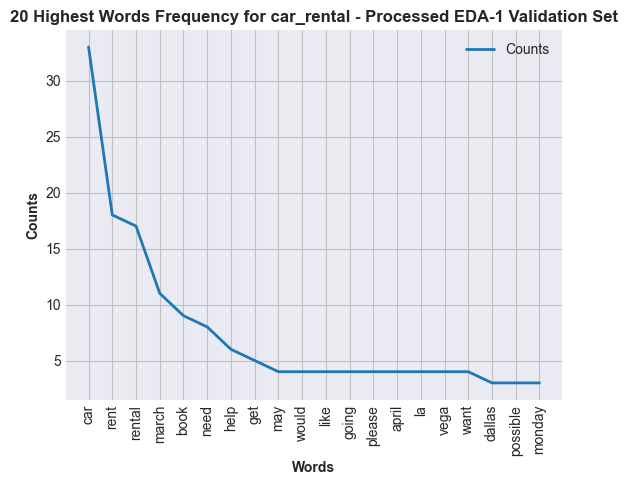 20 Highest Words Frequency for car_rental - Processed EDA-1 Validation Set
Counts
30
25
20
15
10
5
Counts
car
rent
rental
march
book
need
help
get
may
would
like
going
please
april
la
vega
want
dallas
possible
monday
Words